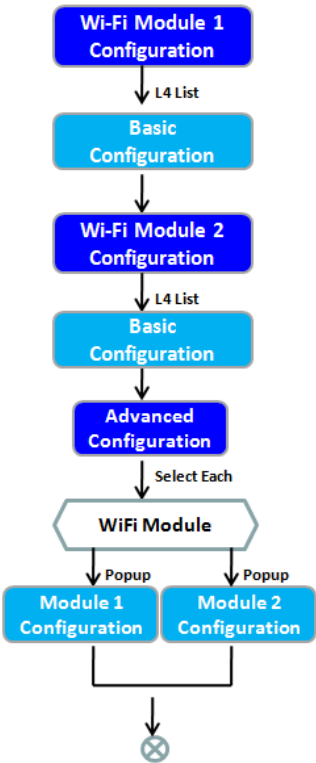 Wi-Fi Module 1
Configuration
L4 List
Basic
Configuration
Wi-Fi Module 2
Configuration
L4 List
Basic
Configuration
Advanced
Configuration
Select Each
WiFi Module
Popup
Popup
Module 1
Configuration
Module 2
Configuration